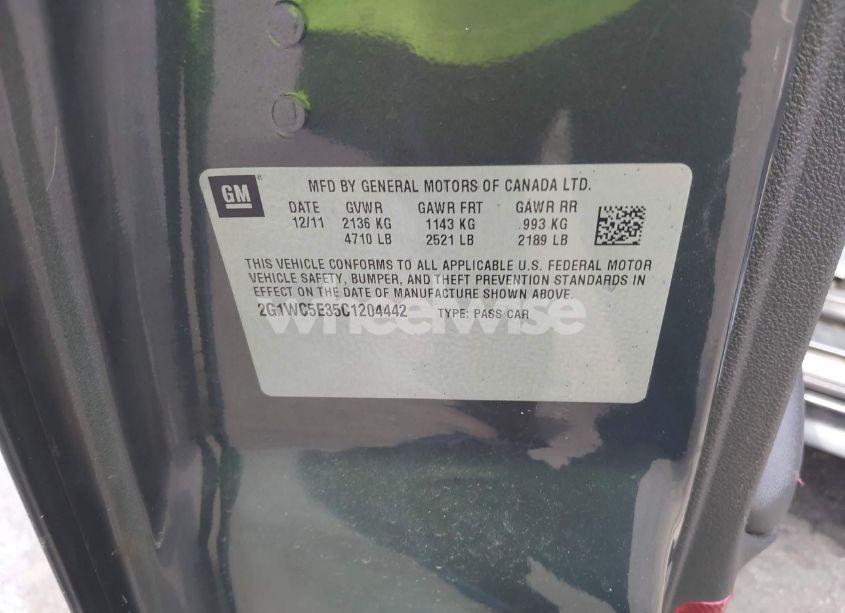 GM
MFD BY GENERAL MOTORS OF CANADA LTD.
DATE GVWR GAWR FRT GAWR RR
12/11 2136 KG 1143 KG 993 KG
4710 LB 2521 LB 2189 LB
THIS VEHICLE CONFORMS TO ALL APPLICABLE U.S. FEDERAL MOTOR
VEHICLE SAFETY, BUMPER, AND THEFT PREVENTION STANDARDS IN
EFFECT ON THE DATE OF MANUFACTURE SHOWN ABOVE.
2G1WC5E35C1204442 TYPE: PASS CAR
wheelwise